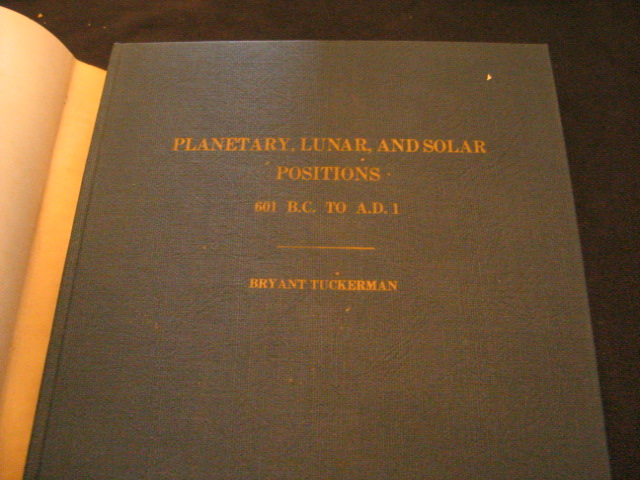 PLANETARY, LUNAR, AND SOLAR
POSITIONS
601 B.C. TO A.D. 1
BRYANT TUCKERMAN